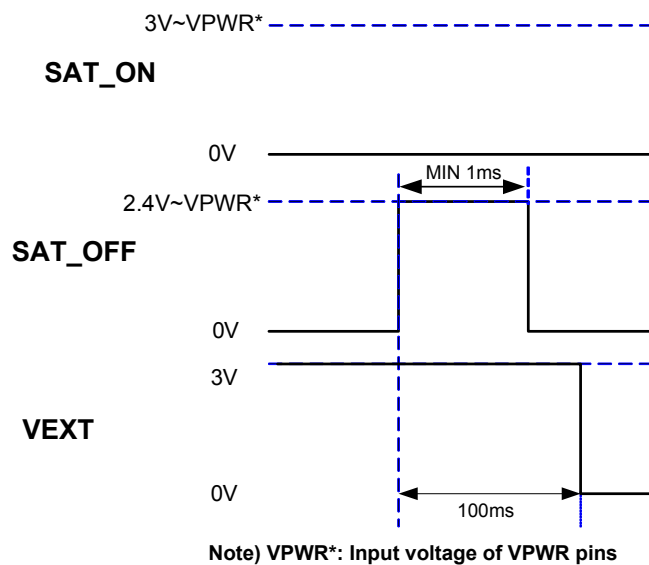 3V~VPWR*
SAT_ON
0V
MIN 1ms
2.4V~VPWR*
SAT_OFF
0V
3V
VEXT
0V
100ms
Note) VPWR*: Input voltage of VPWR pins